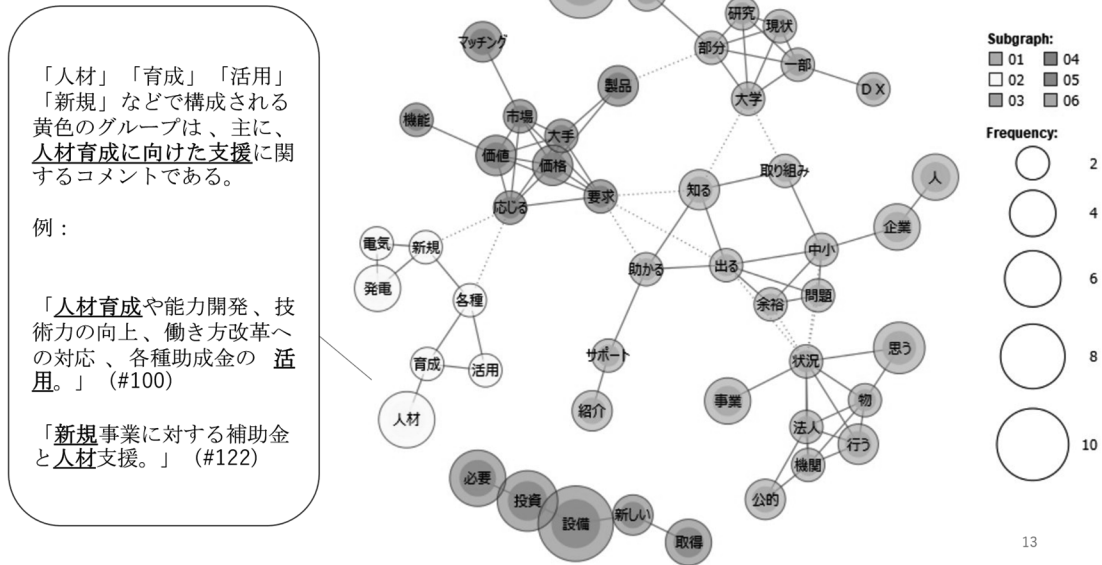 「人材」「育成」「活用」
「新規」などで構成される
黄色のグループは、主に、
人材育成に向けた支援に関
するコメントである。
例：
「人材育成や能力開発、技
術力の向上、働き方改革へ
の対応 、各種助成金の 活
用。」（#100）
「新規事業に対する補助金
と人材支援。」（#122）
研究
現状
部分
一部
DX
大学
マッチング
製品
機能
市場
大手
価値
価格
応じる
要求
知る
取り組み
人
企業
電気
新規
発電
各種
助かる
出る
中小
余裕
問題
育成
活用
人材
サポート
紹介
状況
思う
事業
物
法人
行う
機関
公的
必要
投資
設備
新しい
取得
Subgraph:
01 04
02 05
03 06
Frequency:
2
4
6
8
10
13